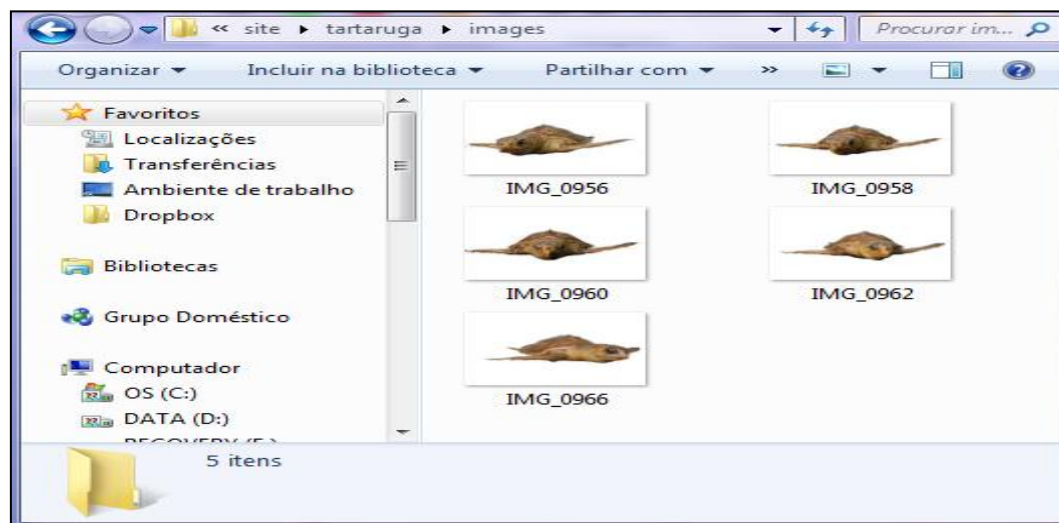 « site ▸ tartaruga ▸ images
Procurar im...
Organizar Incluir na biblioteca Partilhar com »
Favoritos
Localizações
Transferências
Ambiente de trabalho
Dropbox
Bibliotecas
Grupo Doméstico
Computador
OS (C:)
DATA (D:)
IMG_0956
IMG_0958
IMG_0960
IMG_0962
IMG_0966
5 itens